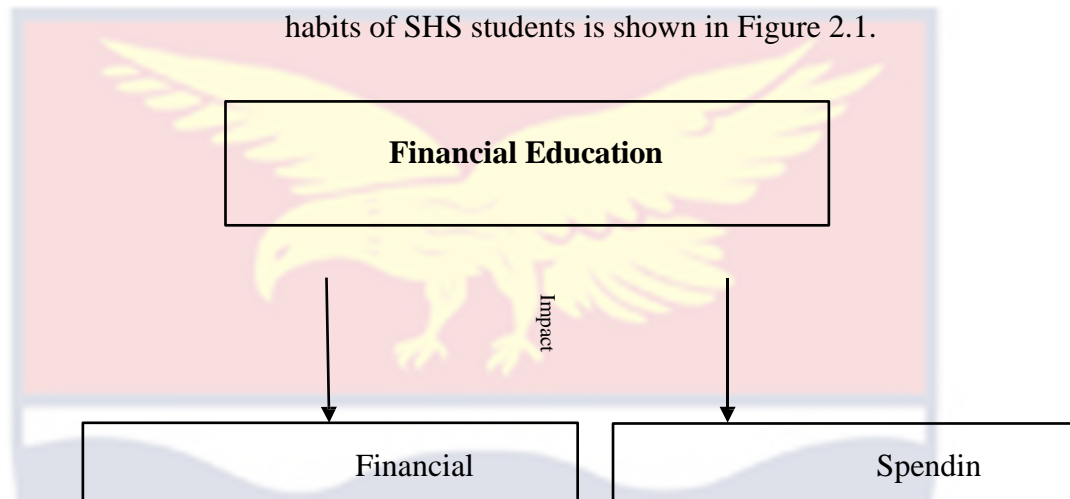 habits of SHS students is shown in Figure 2.1.
Financial Education
Impact
Financial
Spendin